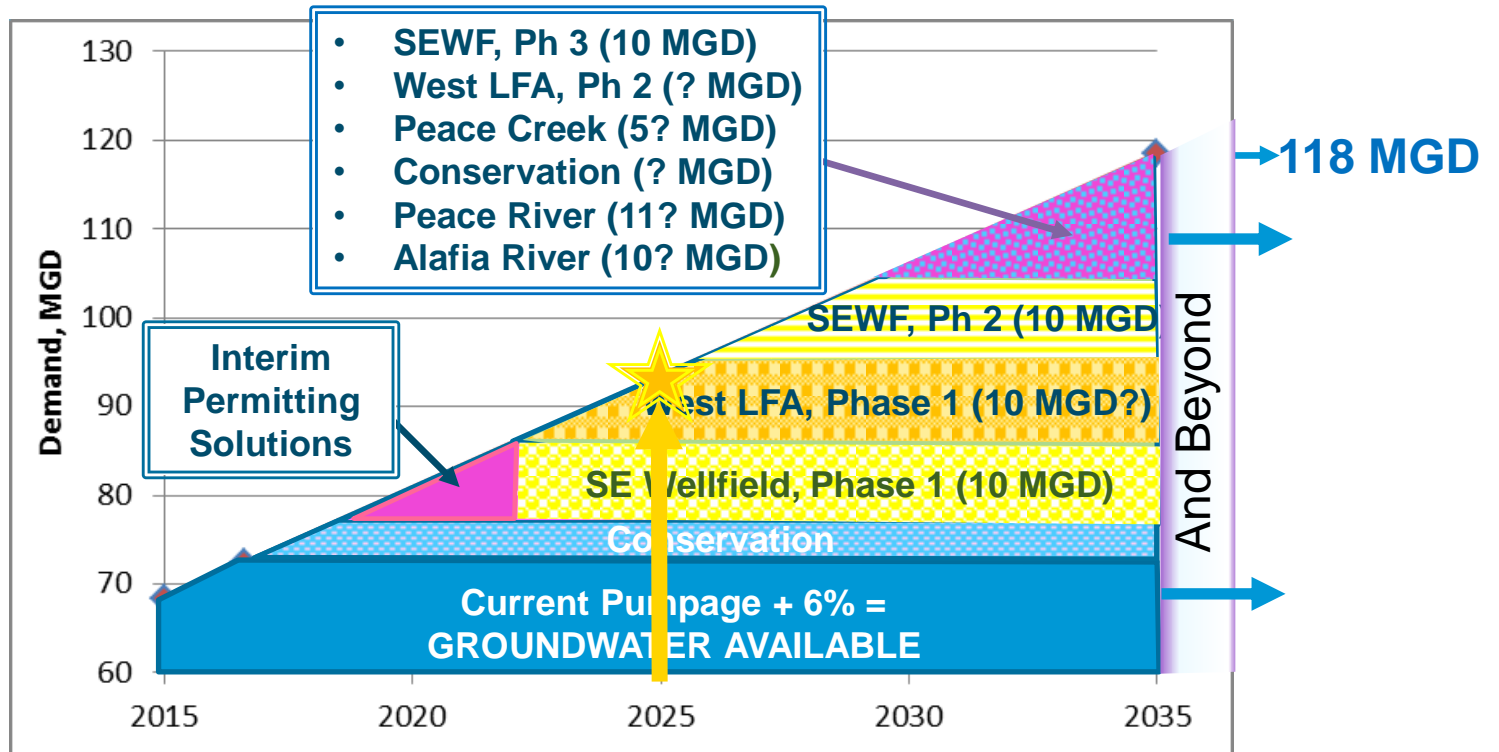 • SEWF, Ph 3 (10 MGD)
• West LFA, Ph 2 (? MGD)
• Peace Creek (5? MGD)
• Conservation (? MGD)
• Peace River (11? MGD)
• Alafia River (10? MGD)
130
120
110
100
90
80
70
60
Demand, MGD
118 MGD
Interim
Permitting
Solutions
SEWF, Ph 2 (10 MGD
West LFA, Phase 1 (10 MGD?)
SE Wellfield, Phase 1 (10 MGD)
Conservation
Current Pumpage + 6% =
GROUNDWATER AVAILABLE
And Beyond
2015
2020
2025
2030
2035